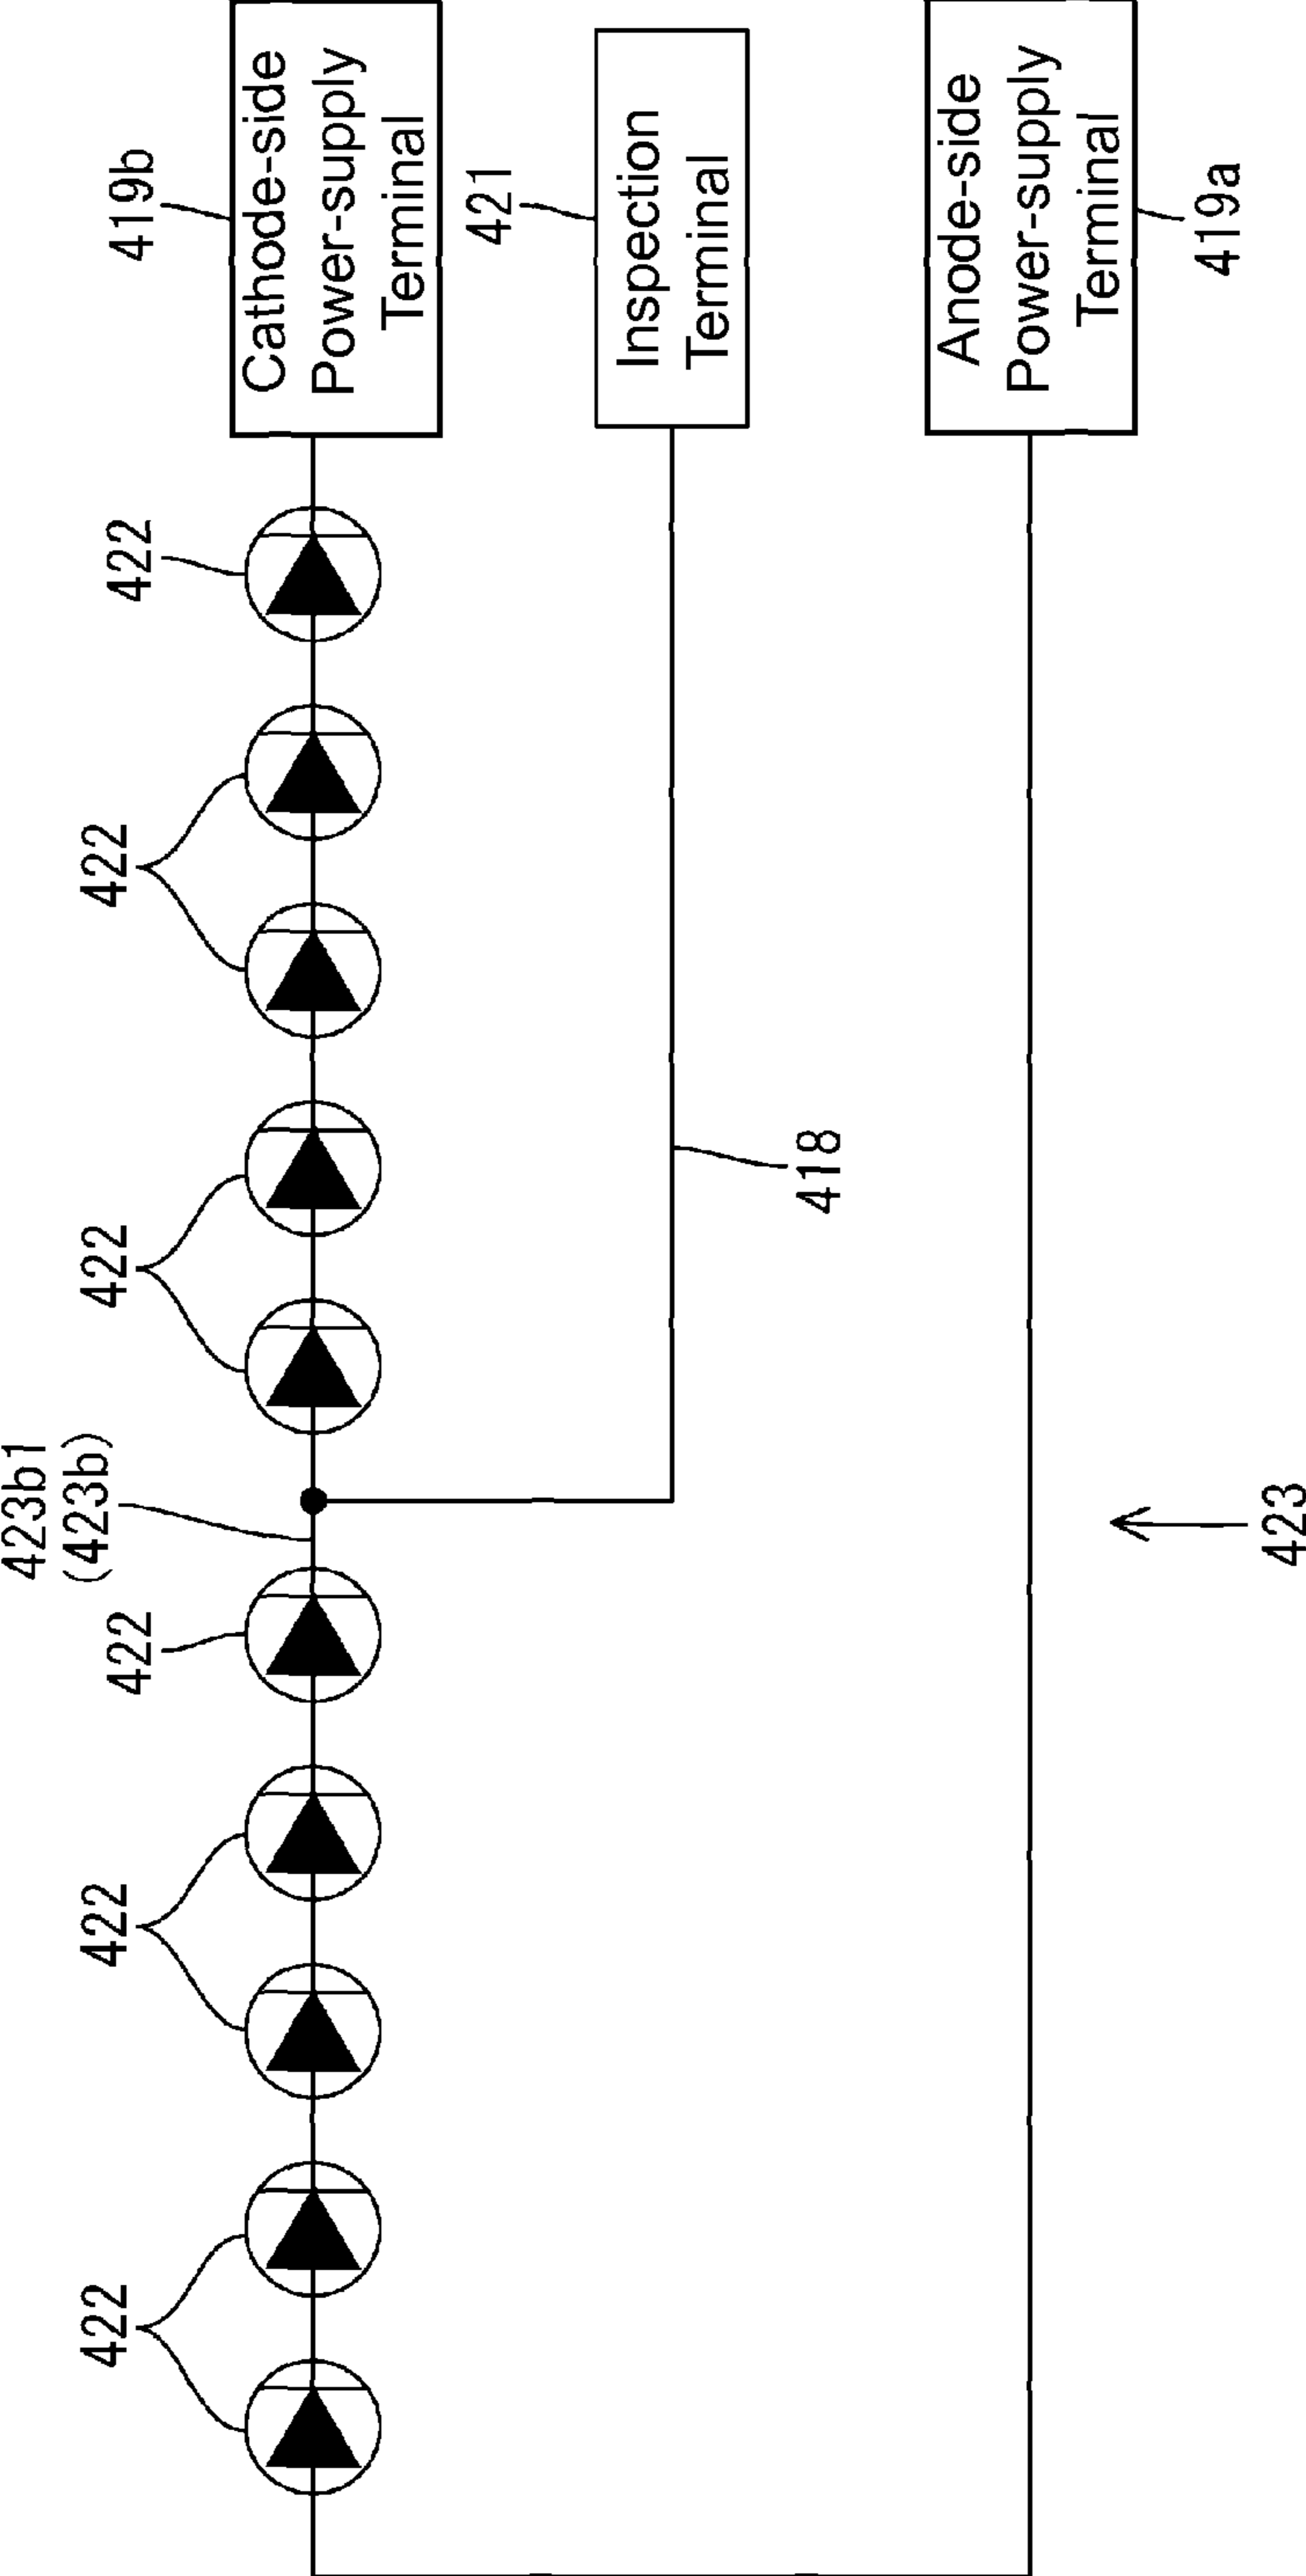 419b
Cathode-side
Power-supply
Terminal
421
Inspection
Terminal
Anode-side
Power-supply
Terminal
419a
422
422
422
418
423b1
(423b)
422
422
422
423